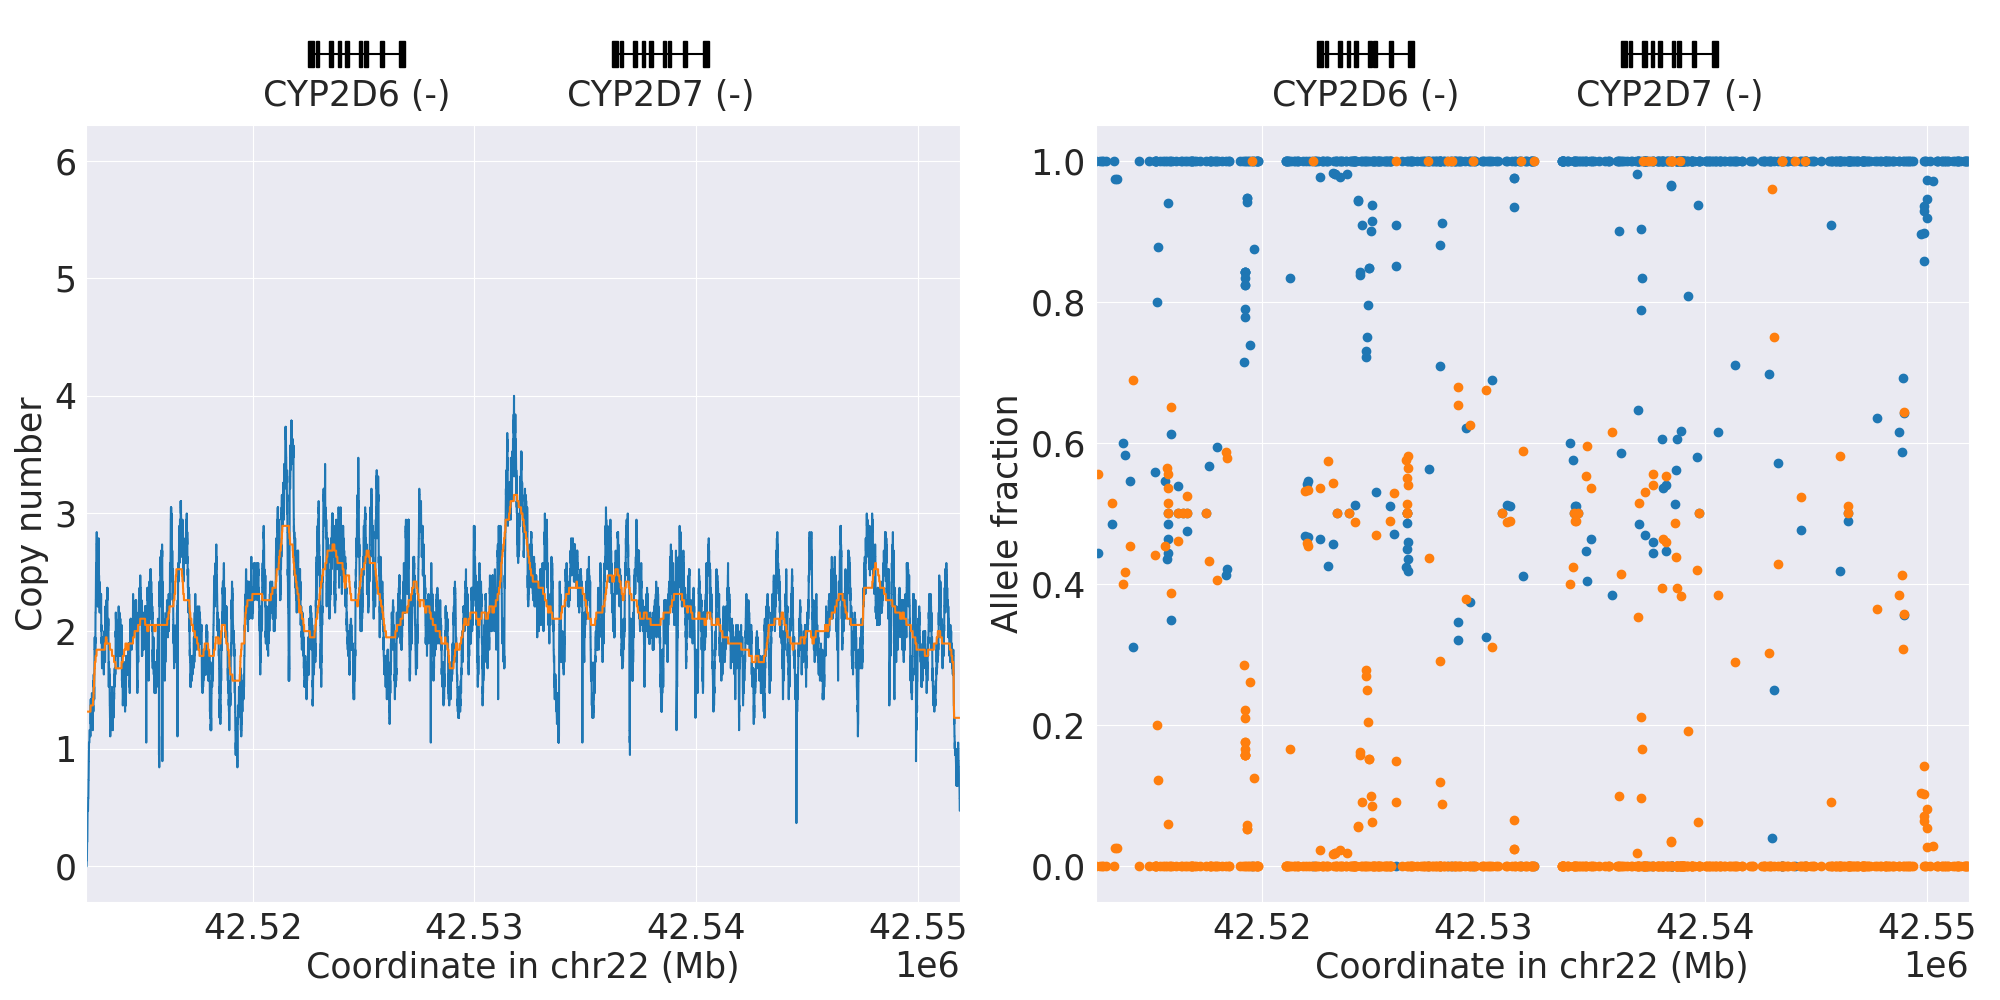 CYP2D6 (-) CYP2D7 (-)
6
5
4
3
2
1
0
Copy number
42.52 42.53 42.54 42.55
Coordinate in chr22 (Mb)
1e6
CYP2D6 (-) CYP2D7 (-)
1.0
0.8
0.6
0.4
0.2
0.0
Allele fraction
42.52 42.53 42.54 42.55
Coordinate in chr22 (Mb)
1e6